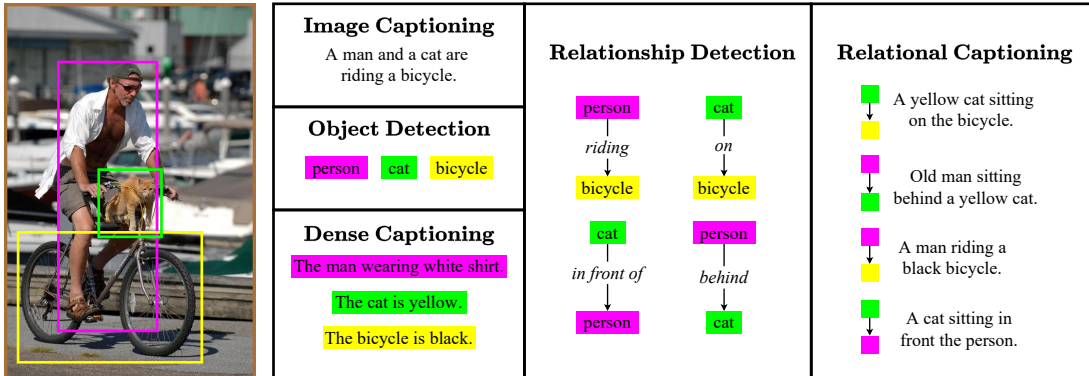 Image Captioning
A man and a cat are
riding a bicycle.
Object Detection
person cat bicycle
Dense Captioning
The man wearing white shirt.
The cat is yellow.
The bicycle is black.
Relationship Detection
person
riding
bicycle
cat
on
bicycle
cat
in front of
person
person
behind
cat
Relational Captioning
A yellow cat sitting
on the bicycle.
Old man sitting
behind a yellow cat.
A man riding a
black bicycle.
A cat sitting in
front the person.